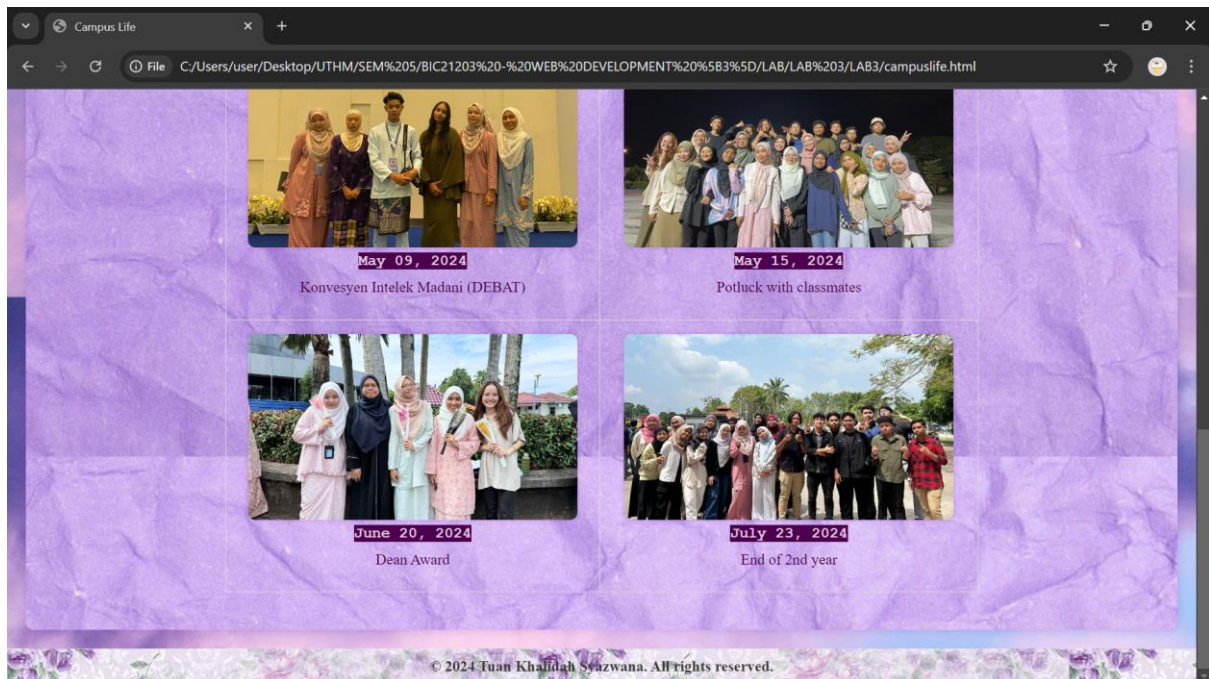 Campus Life
File C:/Users/user/Desktop/UTHM/SEM%205/BIC21203%20-%20WEB%20DEVELOPMENT%20%5B3%5D/LAB/LAB%203/LAB3/campuslife.html
May 09, 2024 May 15, 2024
Konvesyen Intelek Madani (DEBAT) Potluck with classmates
June 20, 2024 July 23, 2024
Dean Award End of 2nd year
© 2024 Tuan Khalidah Syazwana. All rights reserved.